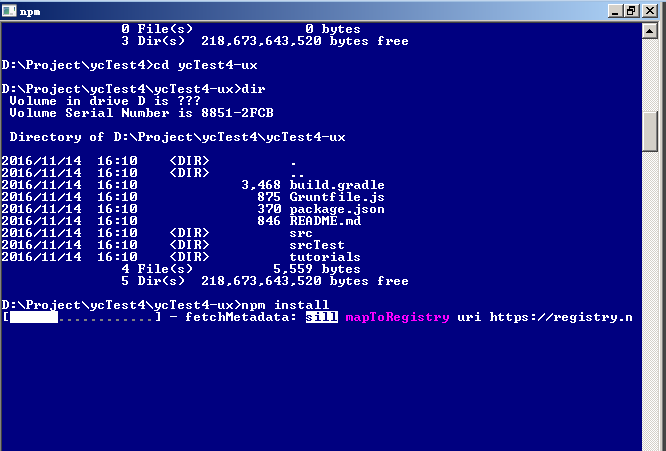 npm
0 File(s) 0 bytes
3 Dir(s) 218,673,643,520 bytes free
D:\Project\ycTest4>cd ycTest4-ux
D:\Project\ycTest4\ycTest4-ux>dir
Volume in drive D is ???
Volume Serial Number is 8851-2FCB
Directory of D:\Project\ycTest4\ycTest4-ux
2016/11/14 16:10 <DIR> .
2016/11/14 16:10 <DIR> ..
2016/11/14 16:10 3,468 build.gradle
2016/11/14 16:10 875 Gruntfile.js
2016/11/14 16:10 370 package.json
2016/11/14 16:10 846 README.md
2016/11/14 16:10 <DIR> src
2016/11/14 16:10 <DIR> srcTest
2016/11/14 16:10 <DIR> tutorials
4 File(s) 5,559 bytes
5 Dir(s) 218,673,643,520 bytes free
D:\Project\ycTest4\ycTest4-ux>npm install
[      ............] - fetchMetadata: sill mapToRegistry uri https://registry.n